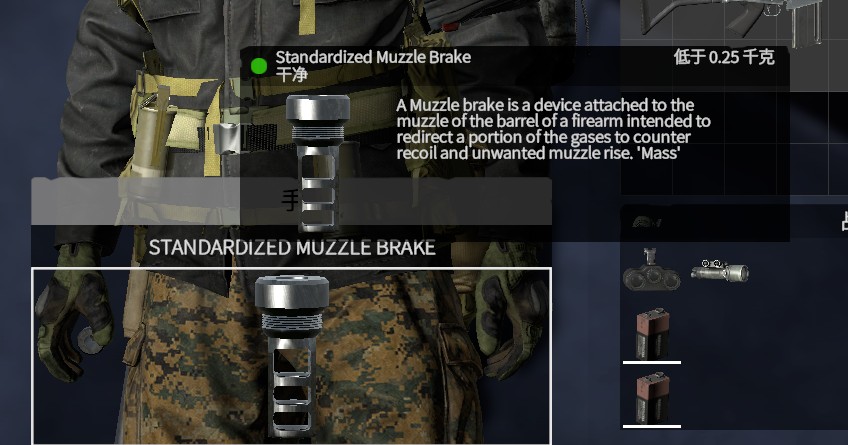 Standardized Muzzle Brake
低于 0.25 千克
干净
A Muzzle brake is a device attached to the
muzzle of the barrel of a firearm intended to
redirect a portion of the gases to counter
recoil and unwanted muzzle rise. 'Mass'
手
STANDARDIZED MUZZLE BRAKE